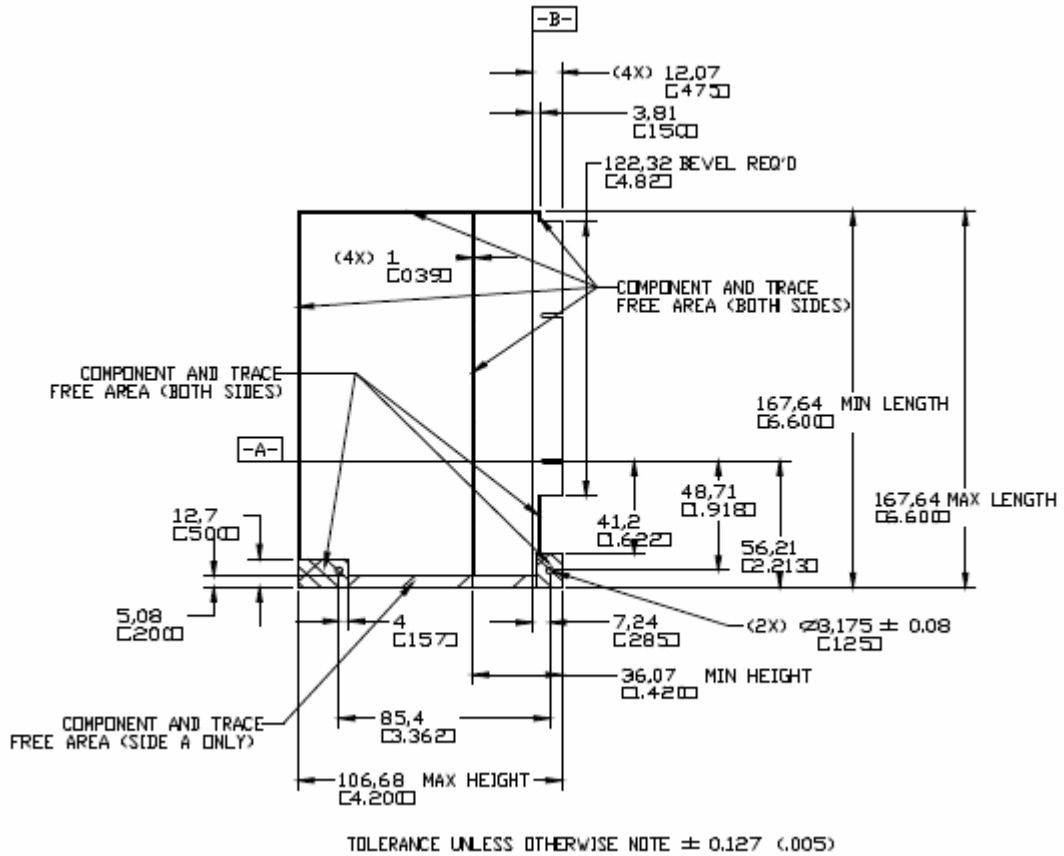 -B-
(4X) 12,07
[.475]
3,81
[.150]
122,32 BEVEL REQ'D
[4.82]
(4X) 1
[.039]
COMPONENT AND TRACE
FREE AREA (BOTH SIDES)
COMPONENT AND TRACE
FREE AREA (BOTH SIDES)
167,64 MIN LENGTH
[6.600]
-A-
48,71
[1.918]
167,64 MAX LENGTH
[6.600]
12,7
[.500]
41,2
[1.622]
56,21
[2.213]
5,08
[.200]
4
[.157]
7,24
[.285]
(2X) ⌀3,175 ± 0.08
[.125]
36,07 MIN HEIGHT
[1.420]
COMPONENT AND TRACE
FREE AREA (SIDE A ONLY)
85,4
[3.362]
106,68 MAX HEIGHT
[4.200]
TOLERANCE UNLESS OTHERWISE NOTE ± 0.127 (.005)